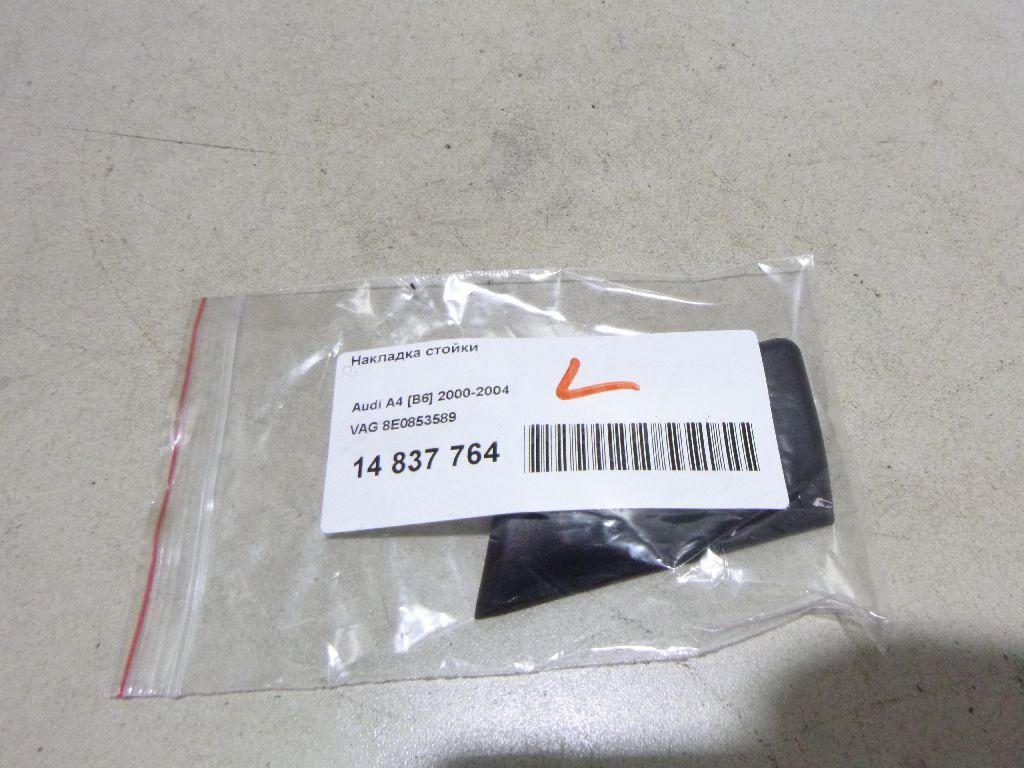 Накладка стойки
L
Audi A4 [B6] 2000-2004
VAG 8E0853589
14 837 764